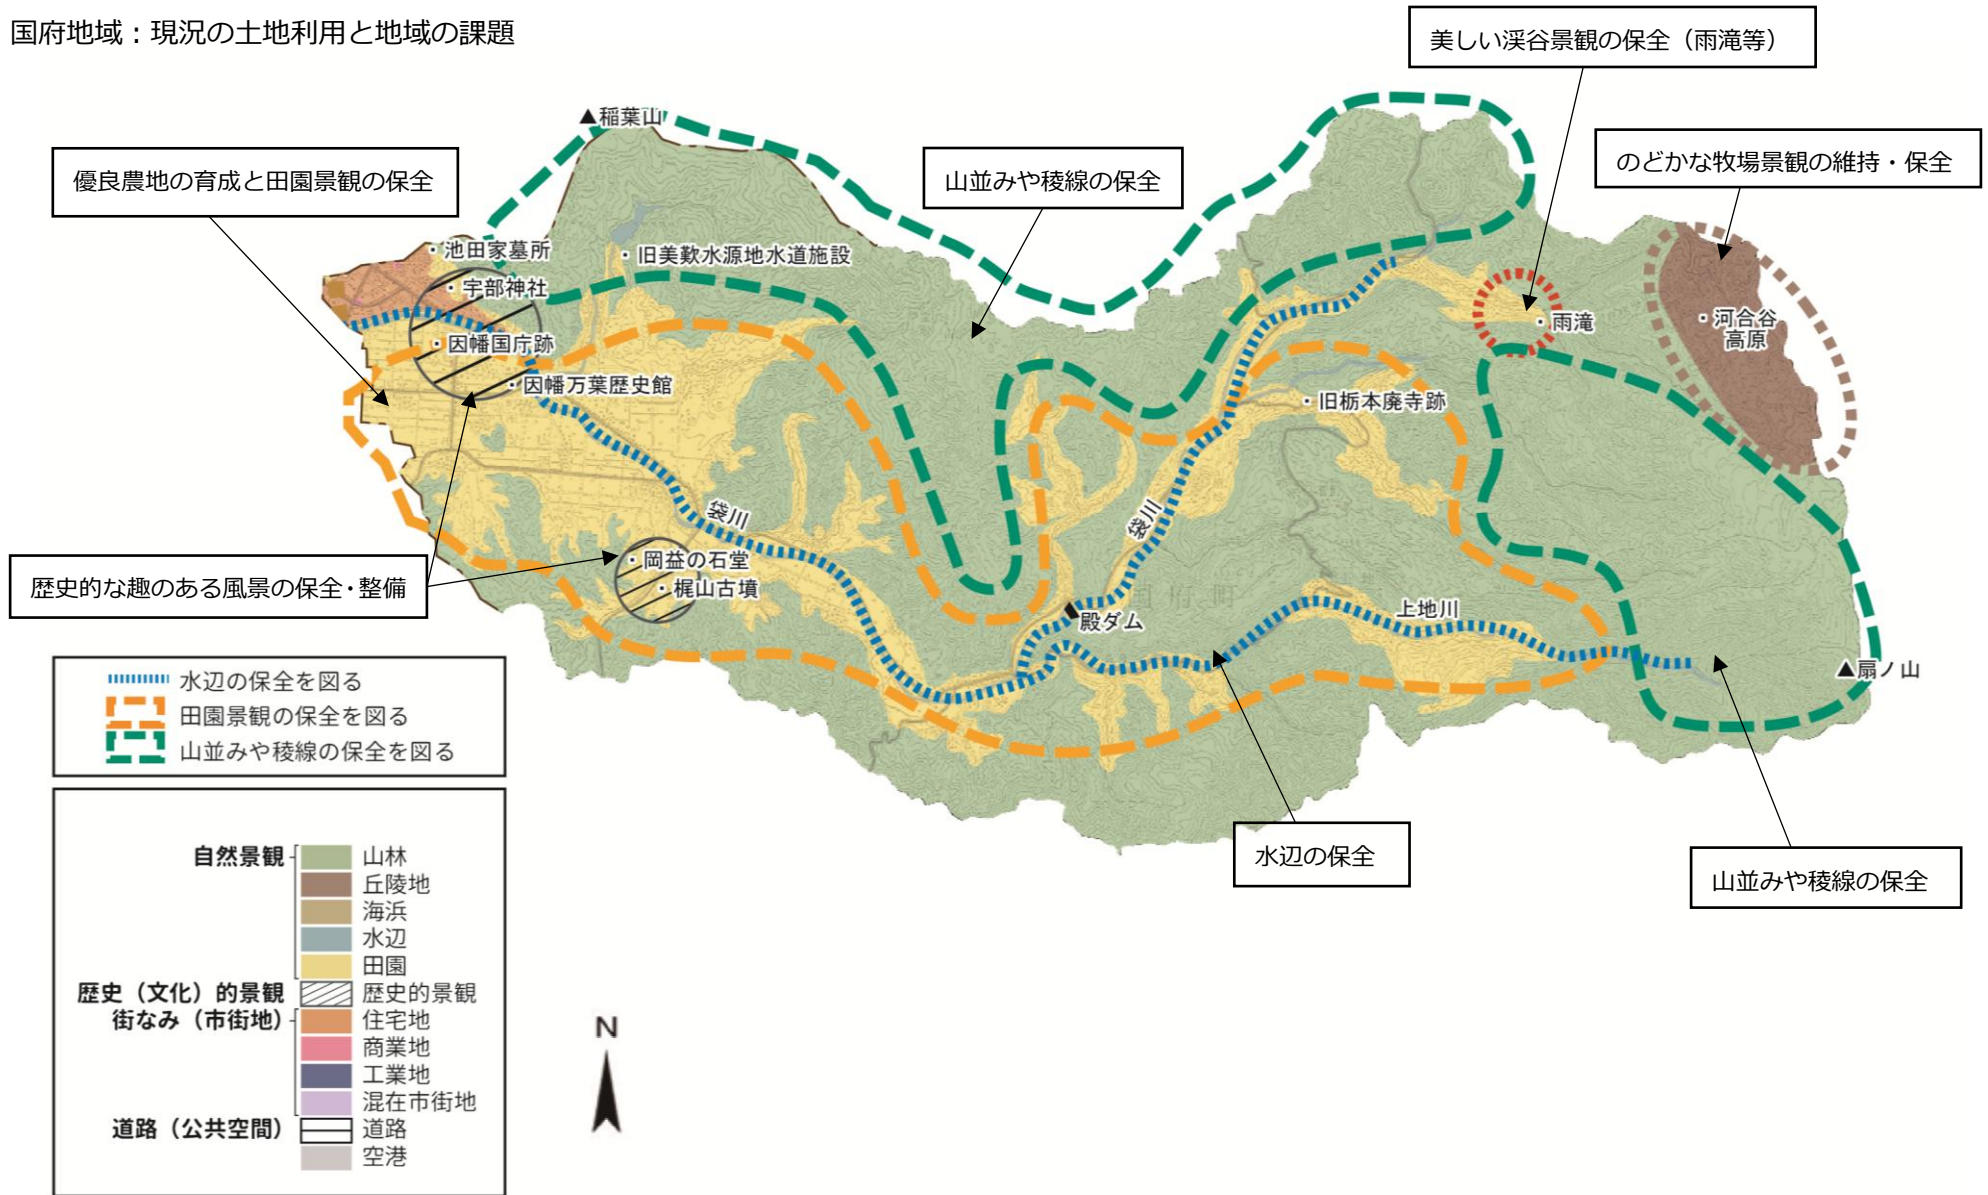 国府地域：現況の土地利用と地域の課題
美しい渓谷景観の保全（雨滝等）
▲稲葉山
優良農地の育成と田園景観の保全
山並みや稜線の保全
のどかな牧場景観の維持・保全
・池田家墓所
・旧美歎水源地水道施設
・宇部神社
・因幡国庁跡
・因幡万葉歴史館
・雨滝
・河合谷
高原
・旧栃本廃寺跡
袋川
袋川
・岡益の石堂
・梶山古墳
歴史的な趣のある風景の保全・整備
殿ダム
上地川
▲扇ノ山
水辺の保全
山並みや稜線の保全
水辺の保全を図る
田園景観の保全を図る
山並みや稜線の保全を図る
自然景観
山林
丘陵地
海浜
水辺
田園
歴史（文化）的景観
歴史的景観
街なみ（市街地）
住宅地
商業地
工業地
混在市街地
道路（公共空間）
道路
空港
N